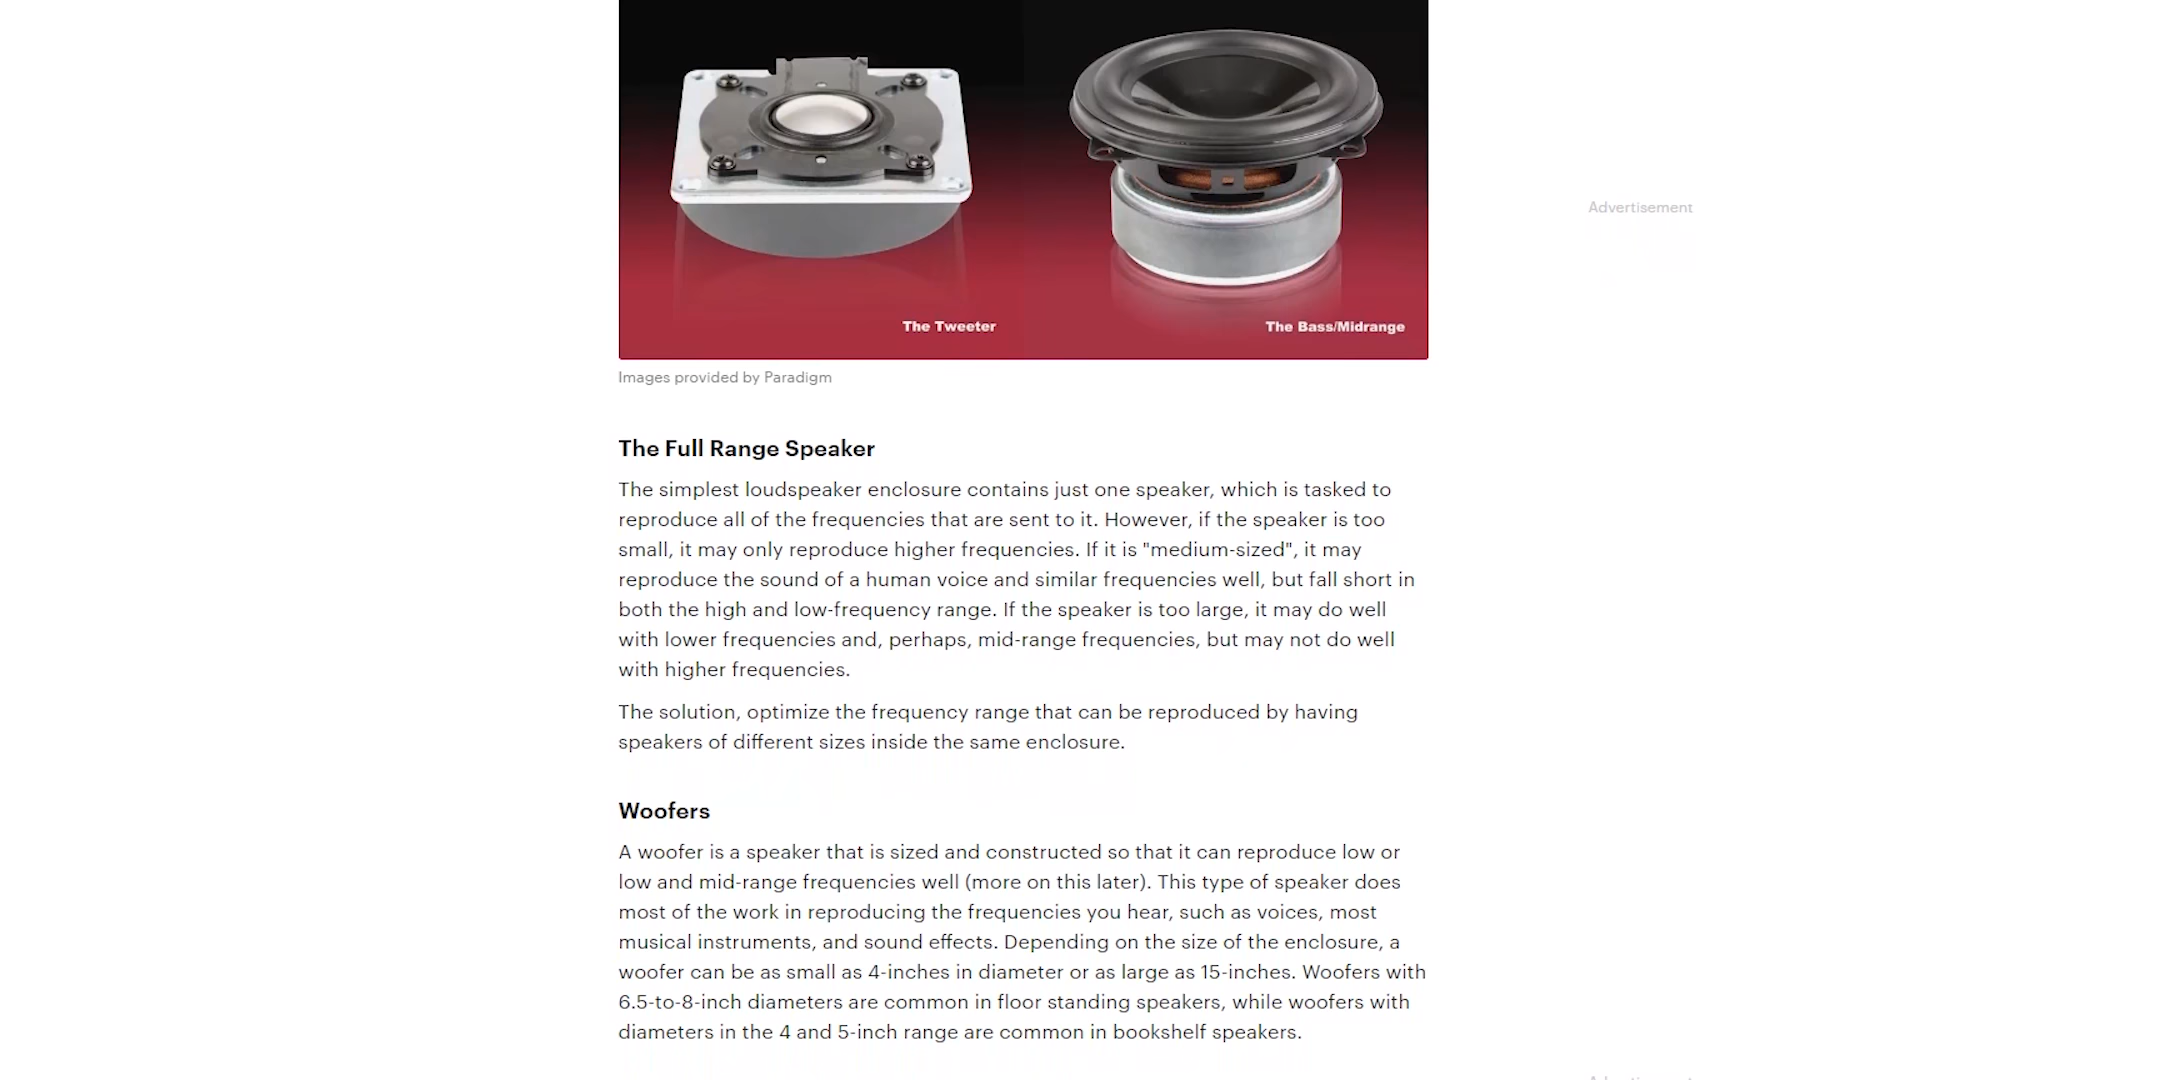 The Tweeter
The Bass/Midrange
Images provided by Paradigm
Advertisement
The Full Range Speaker
The simplest loudspeaker enclosure contains just one speaker, which is tasked to
reproduce all of the frequencies that are sent to it. However, if the speaker is too
small, it may only reproduce higher frequencies. If it is "medium-sized", it may
reproduce the sound of a human voice and similar frequencies well, but fall short in
both the high and low-frequency range. If the speaker is too large, it may do well
with lower frequencies and, perhaps, mid-range frequencies, but may not do well
with higher frequencies.
The solution, optimize the frequency range that can be reproduced by having
speakers of different sizes inside the same enclosure.
Woofers
A woofer is a speaker that is sized and constructed so that it can reproduce low or
low and mid-range frequencies well (more on this later). This type of speaker does
most of the work in reproducing the frequencies you hear, such as voices, most
musical instruments, and sound effects. Depending on the size of the enclosure, a
woofer can be as small as 4-inches in diameter or as large as 15-inches. Woofers with
6.5-to-8-inch diameters are common in floor standing speakers, while woofers with
diameters in the 4 and 5-inch range are common in bookshelf speakers.